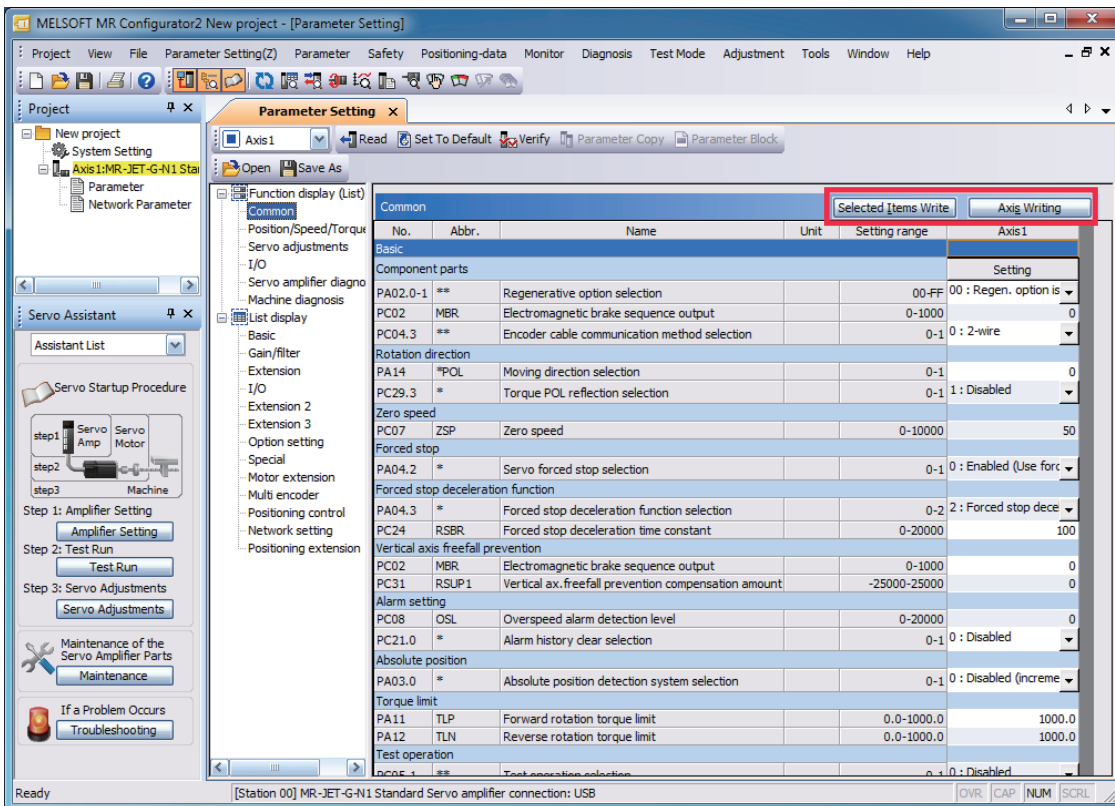 MELSOFT MR Configurator2 New project - [Parameter Setting]
Project View File Parameter Setting(Z) Parameter Safety Positioning-data Monitor Diagnosis Test Mode Adjustment Tools Window Help
Project
New project
System Setting
Axis1:MR-JET-G-N1 Sta
Parameter
Network Parameter
Servo Assistant
Assistant List
Servo Startup Procedure
step1 Servo Amp Servo Motor
step2
step3 Machine
Step 1: Amplifier Setting
Amplifier Setting
Step 2: Test Run
Test Run
Step 3: Servo Adjustments
Servo Adjustments
Maintenance of the
Servo Amplifier Parts
Maintenance
If a Problem Occurs
Troubleshooting
Parameter Setting
Axis1 Read Set To Default Verify Parameter Copy Parameter Block
Open Save As
Function display (List)
Common
Position/Speed/Torque
Servo adjustments
I/O
Servo amplifier diagno
Machine diagnosis
List display
Basic
Gain/filter
Extension
I/O
Extension 2
Extension 3
Option setting
Special
Motor extension
Multi encoder
Positioning control
Network setting
Positioning extension
Common Selected Items Write Axis Writing
No. Abbr. Name Unit Setting range Axis1
Basic
Component parts Setting
PA02.0-1 ** Regenerative option selection 00-FF 00 : Regen. option is
PC02 MBR Electromagnetic brake sequence output 0-1000 0
PC04.3 ** Encoder cable communication method selection 0-1 0 : 2-wire
Rotation direction
PA14 *POL Moving direction selection 0-1 0
PC29.3 * Torque POL reflection selection 0-1 1 : Disabled
Zero speed
PC07 ZSP Zero speed 0-10000 50
Forced stop
PA04.2 * Servo forced stop selection 0-1 0 : Enabled (Use forc
Forced stop deceleration function
PA04.3 * Forced stop deceleration function selection 0-2 2 : Forced stop dece
PC24 RSBR Forced stop deceleration time constant 0-20000 100
Vertical axis freefall prevention
PC02 MBR Electromagnetic brake sequence output 0-1000 0
PC31 RSUP1 Vertical ax.freefall prevention compensation amount -25000-25000 0
Alarm setting
PC08 OSL Overspeed alarm detection level 0-20000 0
PC21.0 * Alarm history clear selection 0-1 0 : Disabled
Absolute position
PA03.0 * Absolute position detection system selection 0-1 0 : Disabled (increme
Torque limit
PA11 TLP Forward rotation torque limit 0.0-1000.0 1000.0
PA12 TLN Reverse rotation torque limit 0.0-1000.0 1000.0
Test operation
PC05.1 ** Test operation selection 0-1 0 : Disabled
Ready [Station 00] MR-JET-G-N1 Standard Servo amplifier connection: USB OVR CAP NUM SCRL